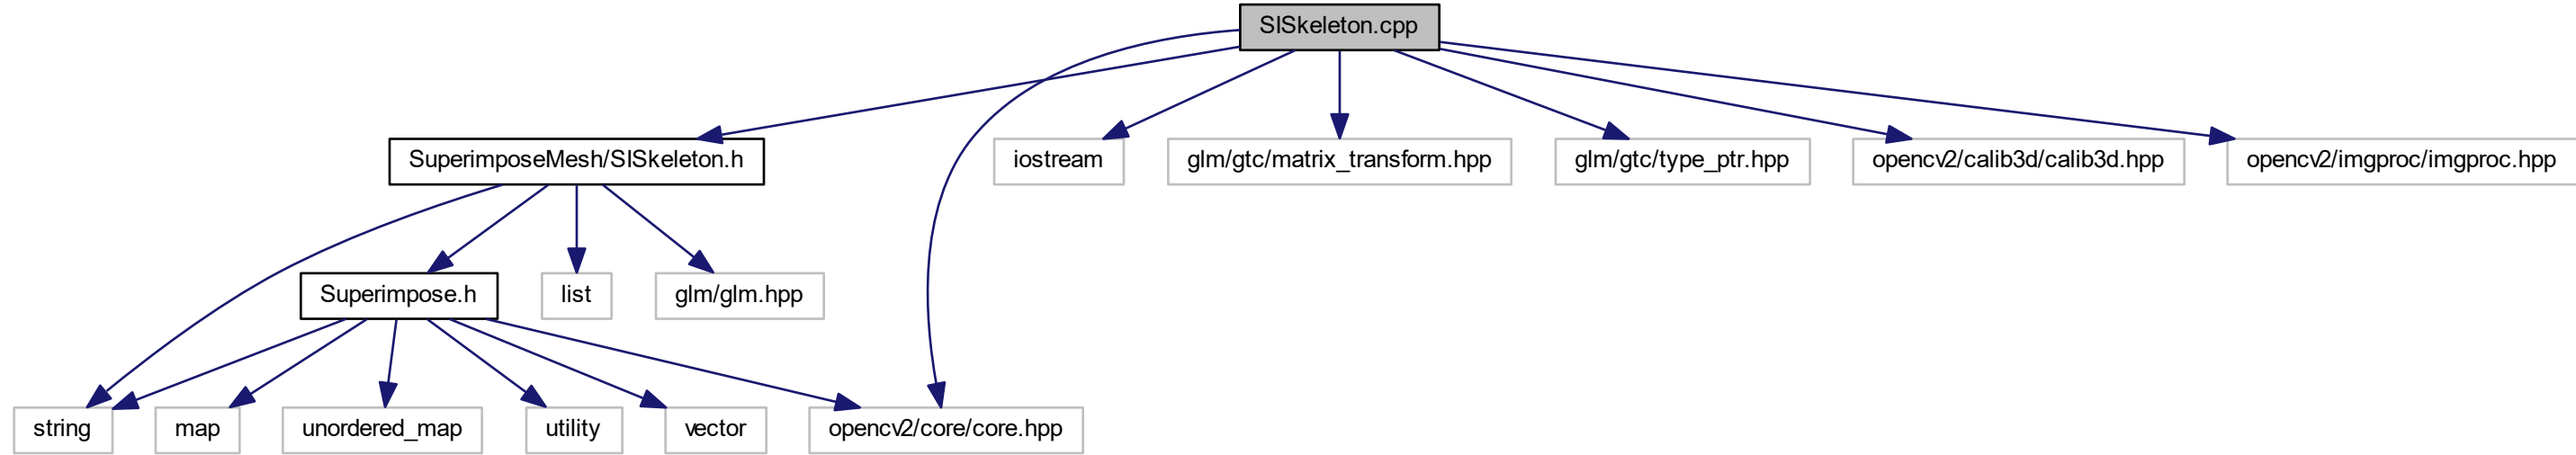 SISkeleton.cpp
SuperimposeMesh/SISkeleton.h
iostream
glm/gtc/matrix_transform.hpp
glm/gtc/type_ptr.hpp
opencv2/calib3d/calib3d.hpp
opencv2/imgproc/imgproc.hpp
Superimpose.h
list
glm/glm.hpp
string
map
unordered_map
utility
vector
opencv2/core/core.hpp